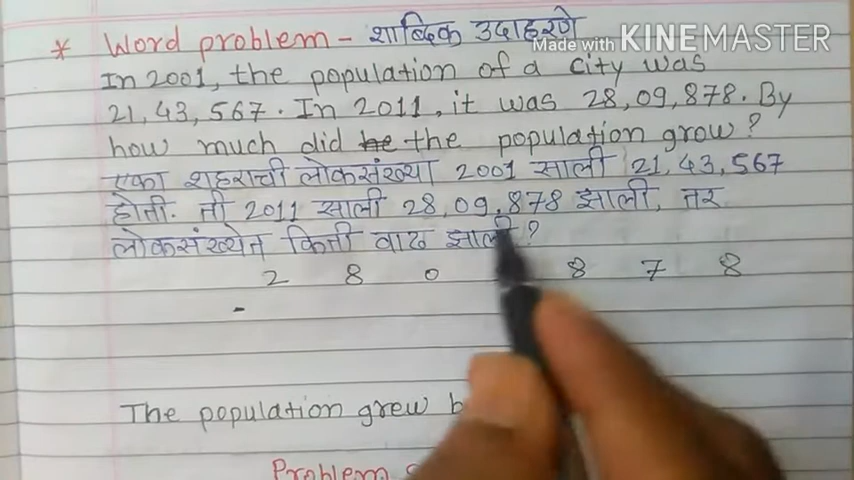 * Word problem - शाब्दिक उदाहरणे
Made with KINEMASTER
In 2001, the population of a city was
21,43,567. In 2011, it was 28,09,878. By
how much did he the population grow?
एका शहराची लोकसंख्या 2001 साली 21,43,567
होती. ती 2011 साली 28,09,878 झाली, तर
लोकसंख्येत किती वाढ झाली?
2 8 0 8 7 8
-
The population grew b
Problem